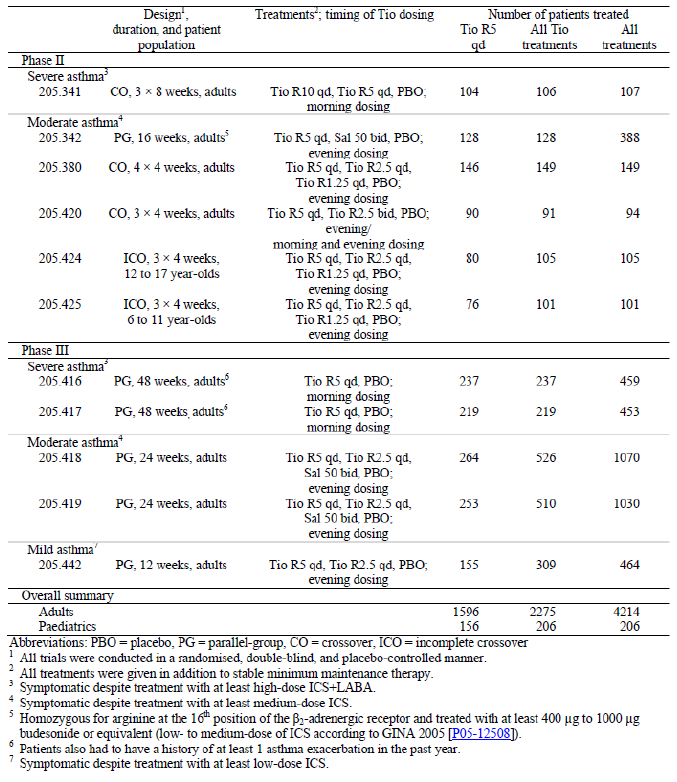 Design1, Treatments2; timing of Tio dosing Number of patients treated
duration, and patient Tio R5 All Tio All
population qd treatments treatments
Phase II
Severe asthma3
205.341 CO, 3 × 8 weeks, adults Tio R10 qd, Tio R5 qd, PBO; 104 106 107
morning dosing
Moderate asthma4
205.342 PG, 16 weeks, adults5 Tio R5 qd, Sal 50 bid, PBO; 128 128 388
evening dosing
205.380 CO, 4 × 4 weeks, adults Tio R5 qd, Tio R2.5 qd, 146 149 149
Tio R1.25 qd, PBO;
evening dosing
205.420 CO, 3 × 4 weeks, adults Tio R5 qd, Tio R2.5 bid, PBO; 90 91 94
evening/
morning and evening dosing
205.424 ICO, 3 × 4 weeks, Tio R5 qd, Tio R2.5 qd, 80 105 105
12 to 17 year-olds Tio R1.25 qd, PBO;
evening dosing
205.425 ICO, 3 × 4 weeks, Tio R5 qd, Tio R2.5 qd, 76 101 101
6 to 11 year-olds Tio R1.25 qd, PBO;
evening dosing
Phase III
Severe asthma3
205.416 PG, 48 weeks, adults6 Tio R5 qd, PBO; 237 237 459
morning dosing
205.417 PG, 48 weeks, adults6 Tio R5 qd, PBO; 219 219 453
morning dosing
Moderate asthma4
205.418 PG, 24 weeks, adults Tio R5 qd, Tio R2.5 qd, 264 526 1070
Sal 50 bid, PBO;
evening dosing
205.419 PG, 24 weeks, adults Tio R5 qd, Tio R2.5 qd, 253 510 1030
Sal 50 bid, PBO;
evening dosing
Mild asthma7
205.442 PG, 12 weeks, adults Tio R5 qd, Tio R2.5 qd, PBO; 155 309 464
evening dosing
Overall summary
Adults 1596 2275 4214
Paediatrics 156 206 206
Abbreviations: PBO = placebo, PG = parallel-group, CO = crossover, ICO = incomplete crossover
1 All trials were conducted in a randomised, double-blind, and placebo-controlled manner.
2 All treatments were given in addition to stable minimum maintenance therapy.
3 Symptomatic despite treatment with at least high-dose ICS+LABA.
4 Symptomatic despite treatment with at least medium-dose ICS.
5 Homozygous for arginine at the 16th position of the β2-adrenergic receptor and treated with at least 400 µg to 1000 µg
budesonide or equivalent (low- to medium-dose of ICS according to GINA 2005 [P05-12508]).
6 Patients also had to have a history of at least 1 asthma exacerbation in the past year.
7 Symptomatic despite treatment with at least low-dose ICS.